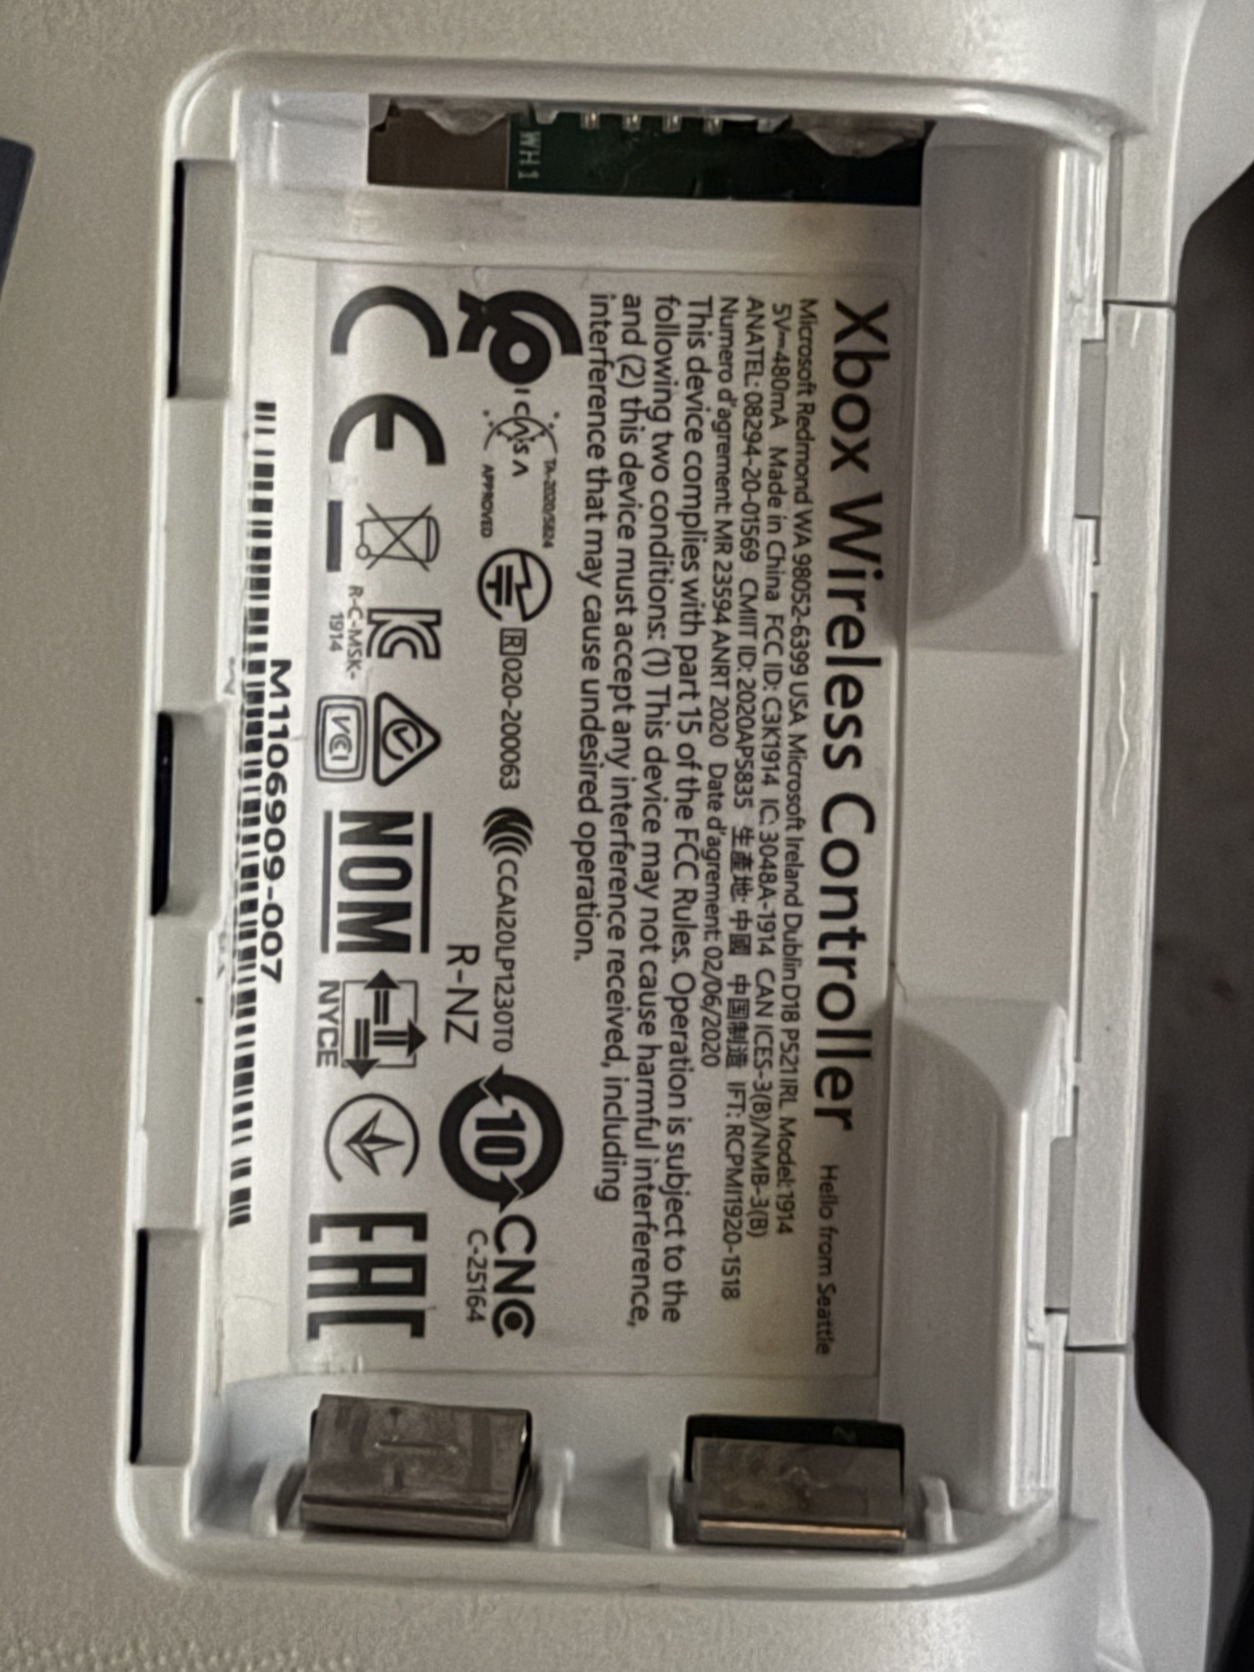 WH1
Xbox Wireless Controller Hello from Seattle
Microsoft Redmond WA 98052-6399 USA Microsoft Ireland Dublin D18 P521 IRL Model: 1914
5V⎓480mA Made in China FCC ID: C3K1914 IC: 3048A-1914 CAN ICES-3(B)/NMB-3(B)
ANATEL: 08294-20-01569 CMIIT ID: 2020AP5835 生產地: 中國 中国制造 IFT: RCPMI1920-1518
Numero d'agrement: MR 23594 ANRT 2020 Date d'agrement: 02/06/2020
This device complies with part 15 of the FCC Rules. Operation is subject to the
following two conditions: (1) This device may not cause harmful interference,
and (2) this device must accept any interference received, including
interference that may cause undesired operation.
ICASA TA-2020/5824 APPROVED
R 020-200063 CCAI20LP1230T0 10 CNC
C-25164
R-NZ
CE R-C-MSK-1914 VCCI NOM NYCE EAC
M1106909-007